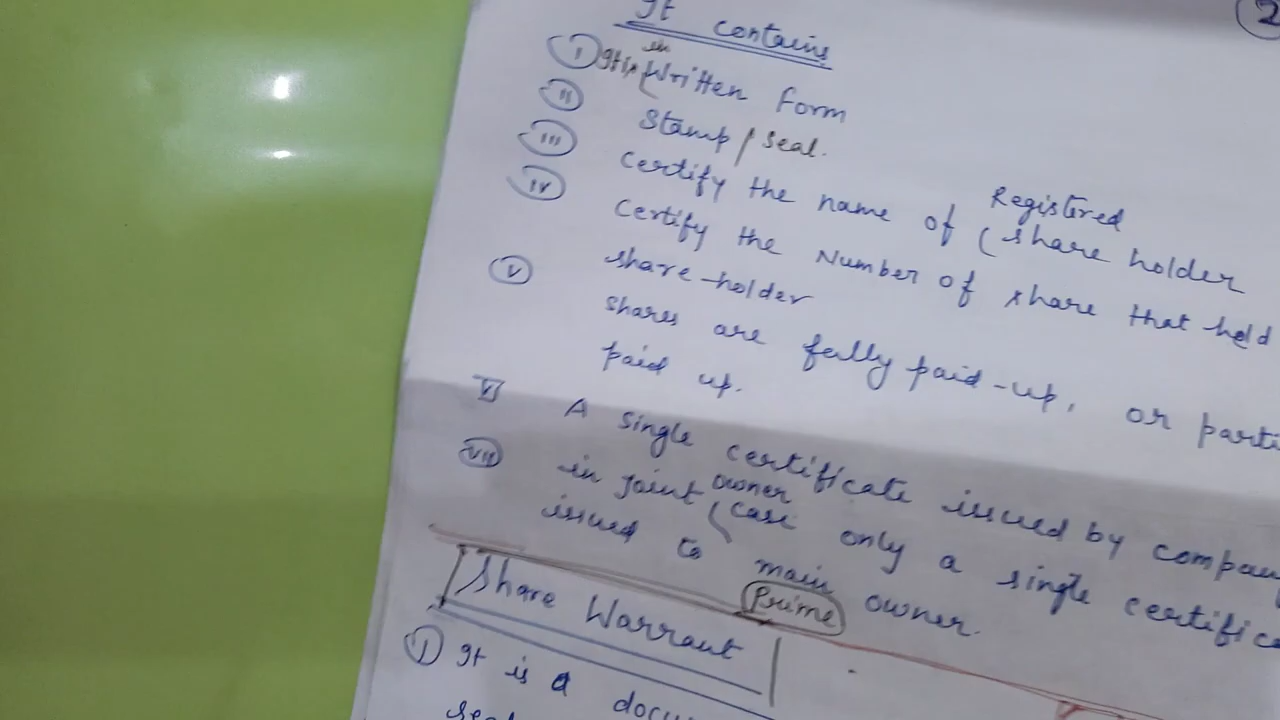 2
It contains
(i) It is in Written Form
(ii) Stamp / Seal.
(iii) Certify the name of Registered share holder
(iv) Certify the Number of share that held
share-holder
(v) shares are fully paid-up, or parti
paid up.
VI A single certificate issued by compan
(vii) in joint owner case only a single certific
issued to main owner.
Prime
Share Warrant
(i) It is a docu